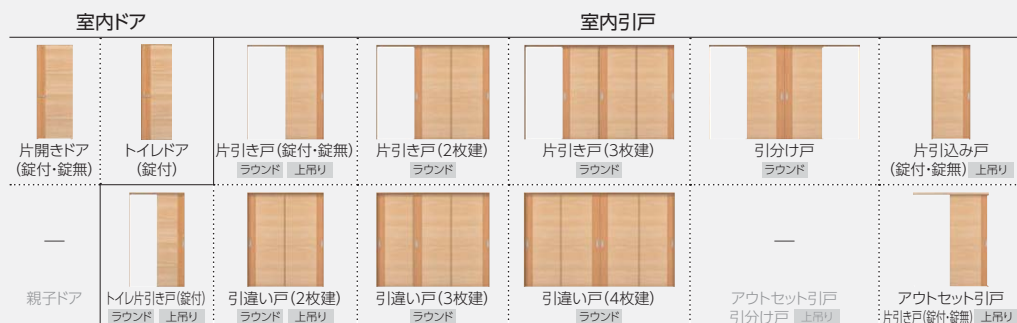 室内ドア
室内引戸
片開きドア
(錠付・錠無)
トイレドア
(錠付)
片引き戸(錠付・錠無)
ラウンド 上吊り
片引き戸(2枚建)
ラウンド
片引き戸(3枚建)
ラウンド
引分け戸
ラウンド
片引込み戸
(錠付・錠無) 上吊り
—
親子ドア
トイレ片引き戸(錠付)
ラウンド 上吊り
引違い戸(2枚建)
ラウンド 上吊り
引違い戸(3枚建)
ラウンド
引違い戸(4枚建)
ラウンド
—
アウトセット引戸
引分け戸 上吊り
アウトセット引戸
片引き戸(錠付・錠無) 上吊り